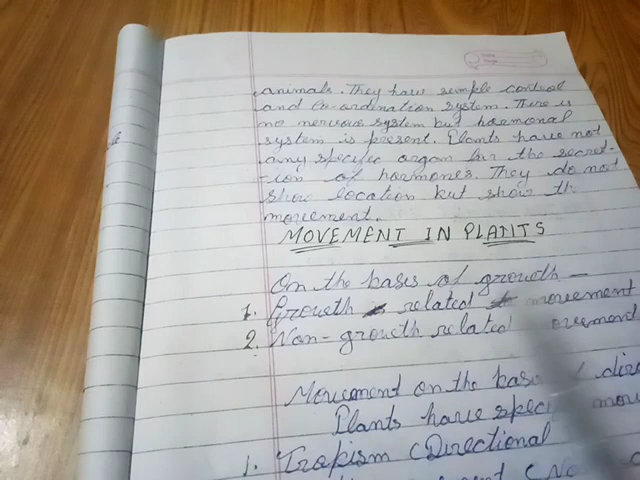 animals. They have simple control
and Co-ordination system. There is
no nervous system but hormonal
system is present. Plants have not
any specific organ for the secret-
-ion of hormones. They do not
show location but show the
movement.
MOVEMENT IN PLANTS
On the basis of growth -
1. Growth related movement
2. Non-growth related
Movement on the basis
Plants have
1. Tropism (Directional